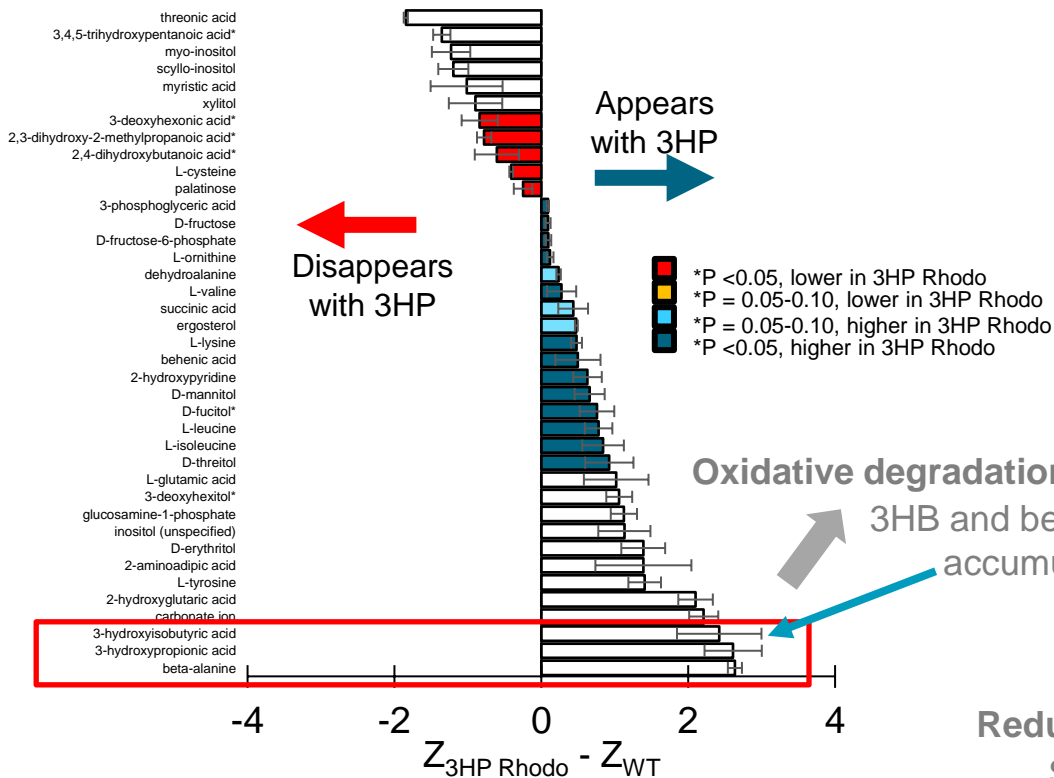 threonic acid
3,4,5-trihydroxypentanoic acid*
myo-inositol
scyllo-inositol
myristic acid
xylitol
3-deoxyhexonic acid*
2,3-dihydroxy-2-methylpropanoic acid*
2,4-dihydroxybutanoic acid*
L-cysteine
palatinose
3-phosphoglyceric acid
D-fructose
D-fructose-6-phosphate
L-ornithine
dehydroalanine
L-valine
succinic acid
ergosterol
L-lysine
behenic acid
2-hydroxypyridine
D-mannitol
D-fucitol*
L-leucine
L-isoleucine
D-threitol
L-glutamic acid
3-deoxyhexitol*
glucosamine-1-phosphate
inositol (unspecified)
D-erythritol
2-aminoadipic acid
L-tyrosine
2-hydroxyglutaric acid
carbonate ion
3-hydroxyisobutyric acid
3-hydroxypropionic acid
beta-alanine
Appears
with 3HP
Disappears
with 3HP
*P <0.05, lower in 3HP Rhodo
*P = 0.05-0.10, lower in 3HP Rhodo
*P = 0.05-0.10, higher in 3HP Rhodo
*P <0.05, higher in 3HP Rhodo
Oxidative degradation
3HB and be
accumu
Redu
-4 -2 0 2 4
Z3HP Rhodo - ZWT